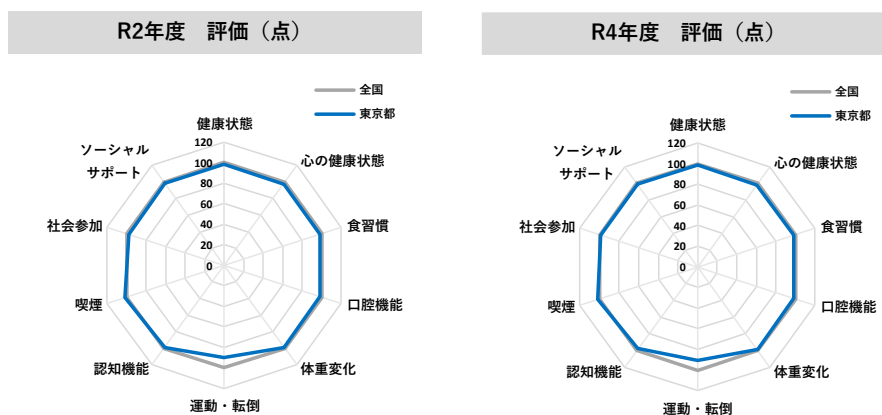 R2年度　評価（点）
全国
東京都
健康状態
心の健康状態
食習慣
口腔機能
体重変化
運動・転倒
認知機能
喫煙
社会参加
ソーシャル
サポート
120
100
80
60
40
20
0
R4年度　評価（点）
全国
東京都
健康状態
心の健康状態
食習慣
口腔機能
体重変化
運動・転倒
認知機能
喫煙
社会参加
ソーシャル
サポート
120
100
80
60
40
20
0